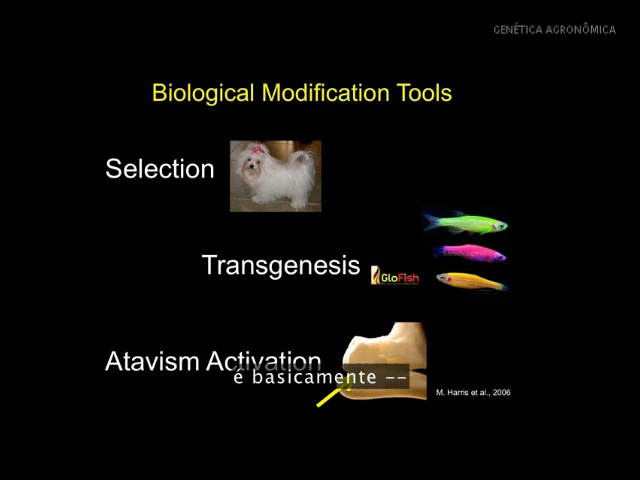 GENÉTICA AGRONÔMICA
Biological Modification Tools
Selection
Transgenesis
GloFish
Atavism Activation
é basicamente --
M. Harris et al., 2006